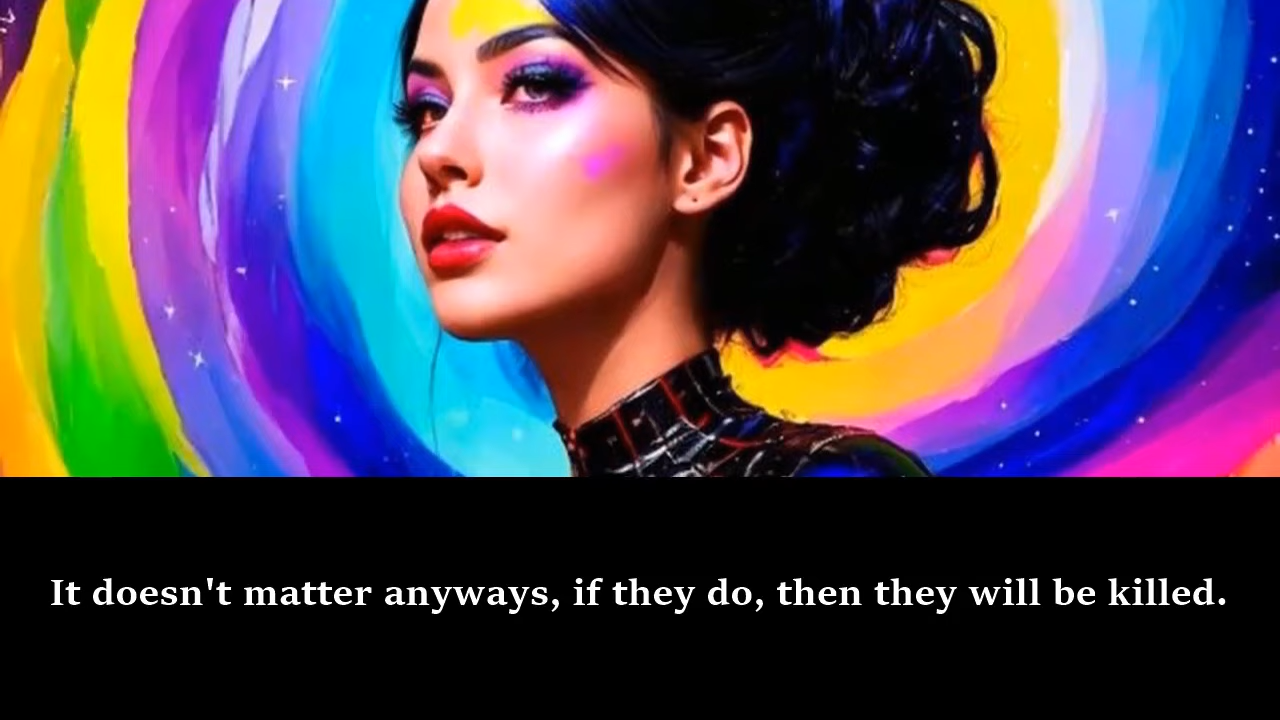 It doesn't matter anyways, if they do, then they will be killed.